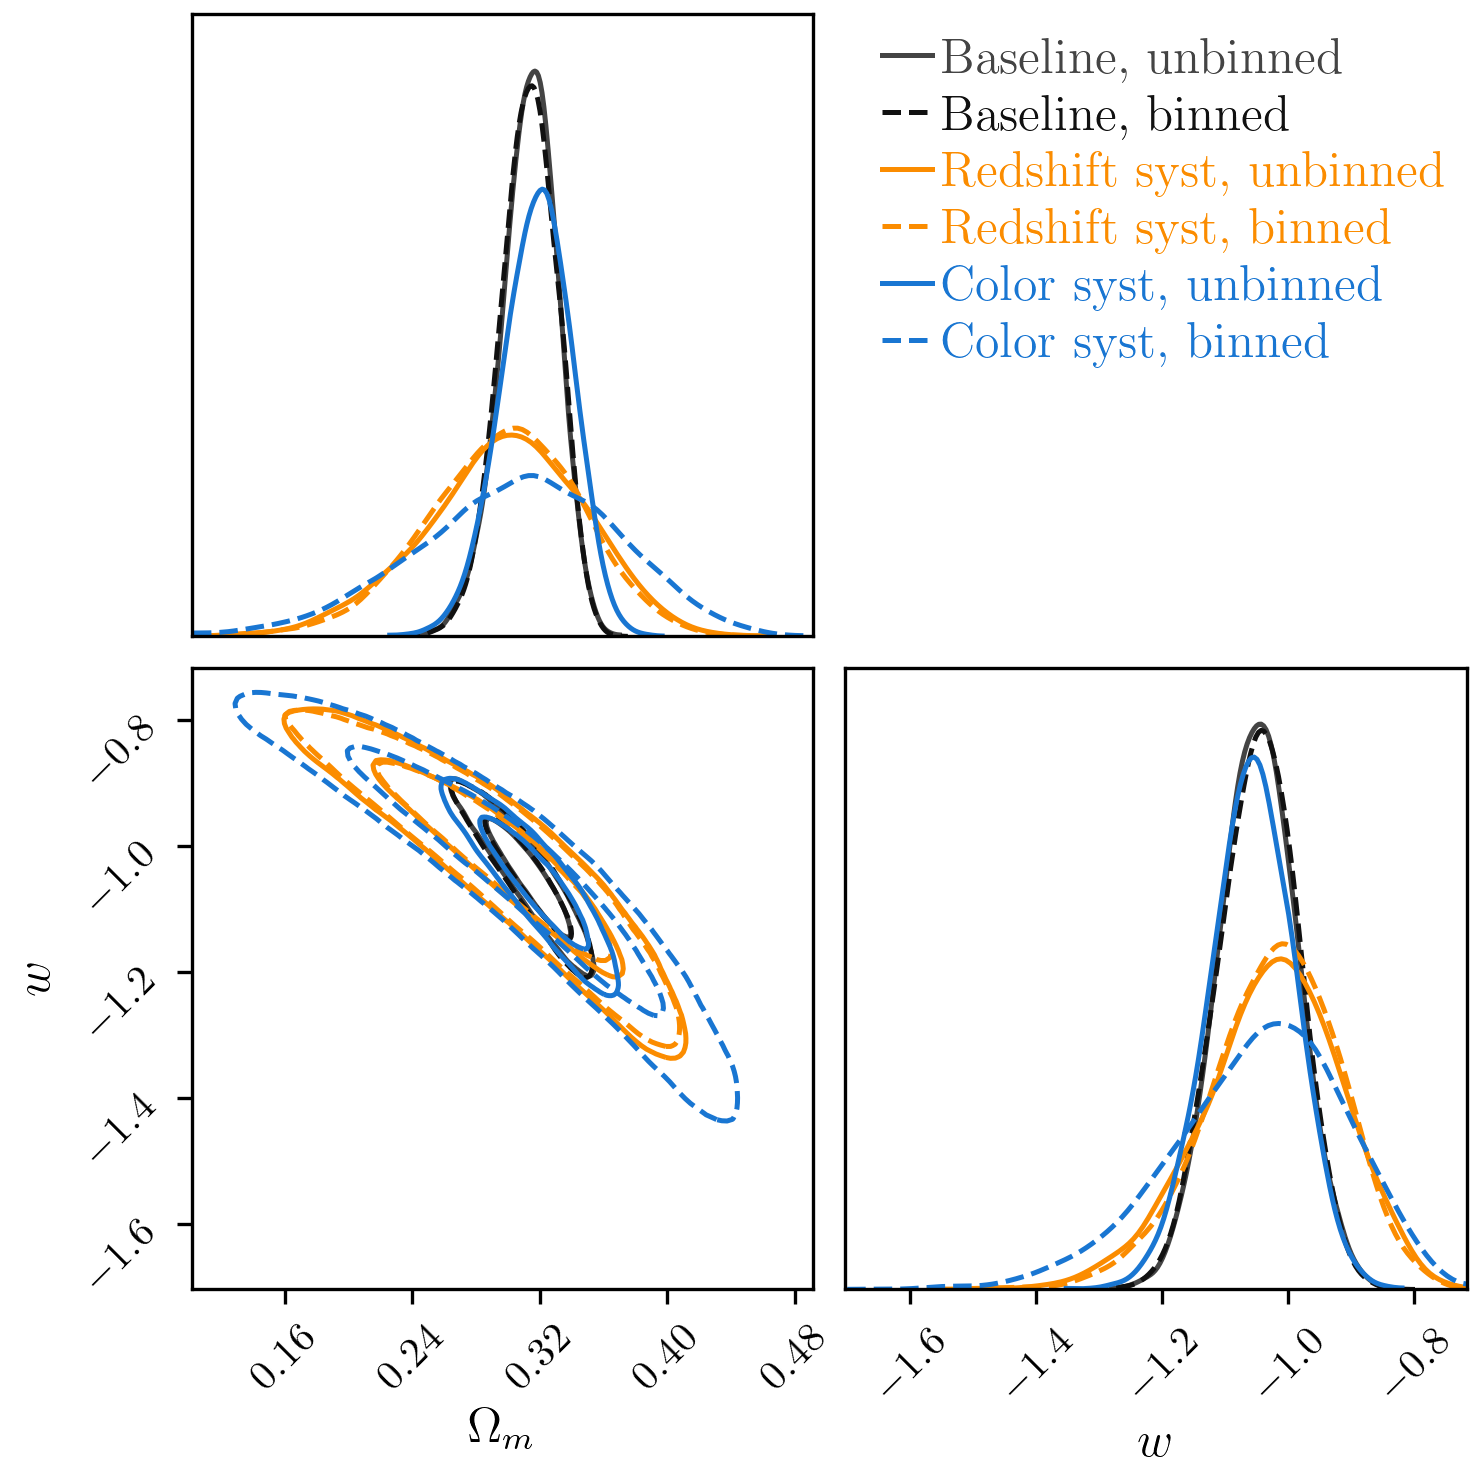 Baseline, unbinned
Baseline, binned
Redshift syst, unbinned
Redshift syst, binned
Color syst, unbinned
Color syst, binned
−0.8
−1.0
−1.2
−1.4
−1.6
w
0.16 0.24 0.32 0.40 0.48
Ωm
−1.6 −1.4 −1.2 −1.0 −0.8
w